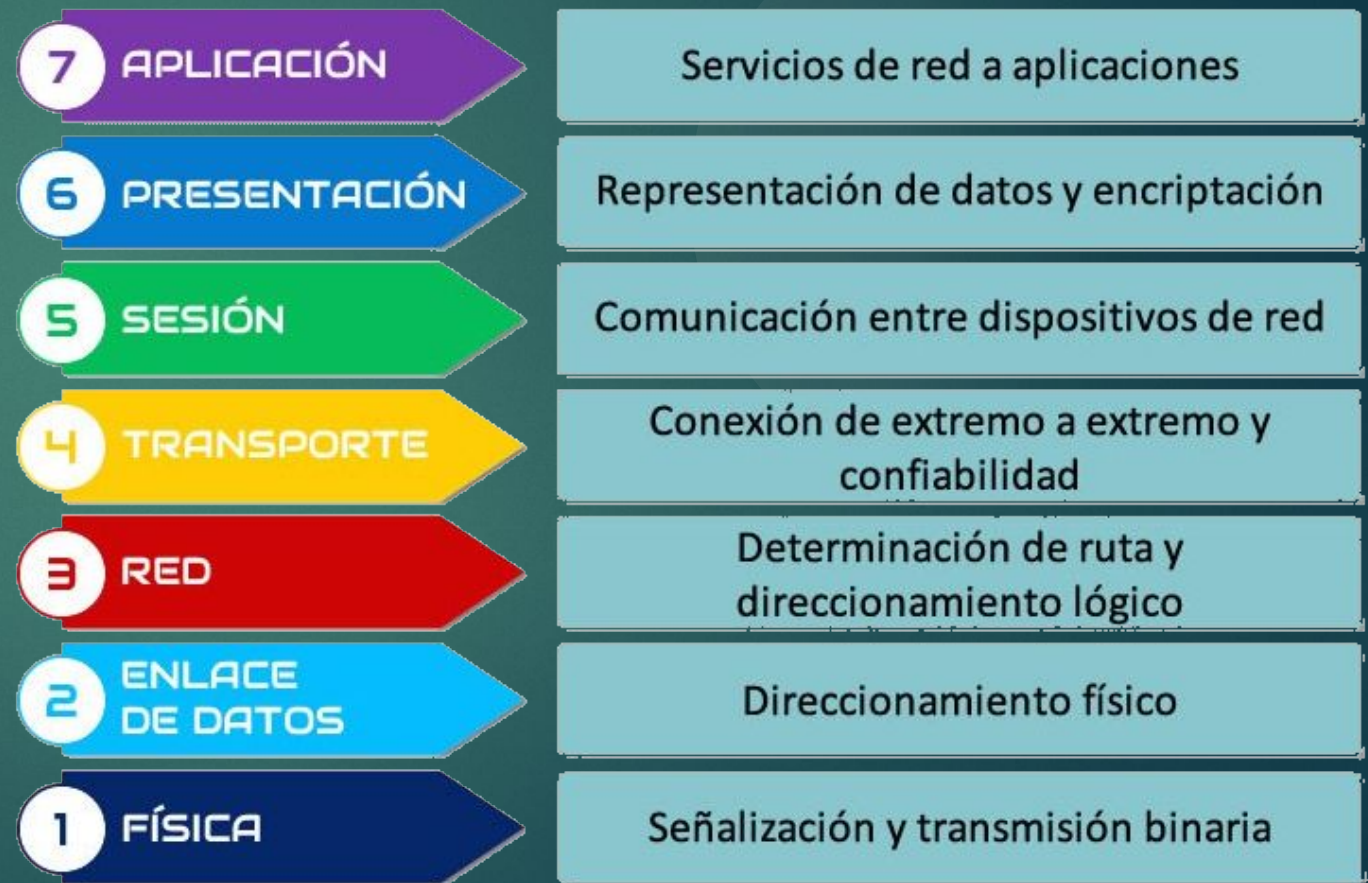 7 APLICACIÓN
Servicios de red a aplicaciones
6 PRESENTACIÓN
Representación de datos y encriptación
5 SESIÓN
Comunicación entre dispositivos de red
4 TRANSPORTE
Conexión de extremo a extremo y
confiabilidad
3 RED
Determinación de ruta y
direccionamiento lógico
2 ENLACE
DE DATOS
Direccionamiento físico
1 FÍSICA
Señalización y transmisión binaria